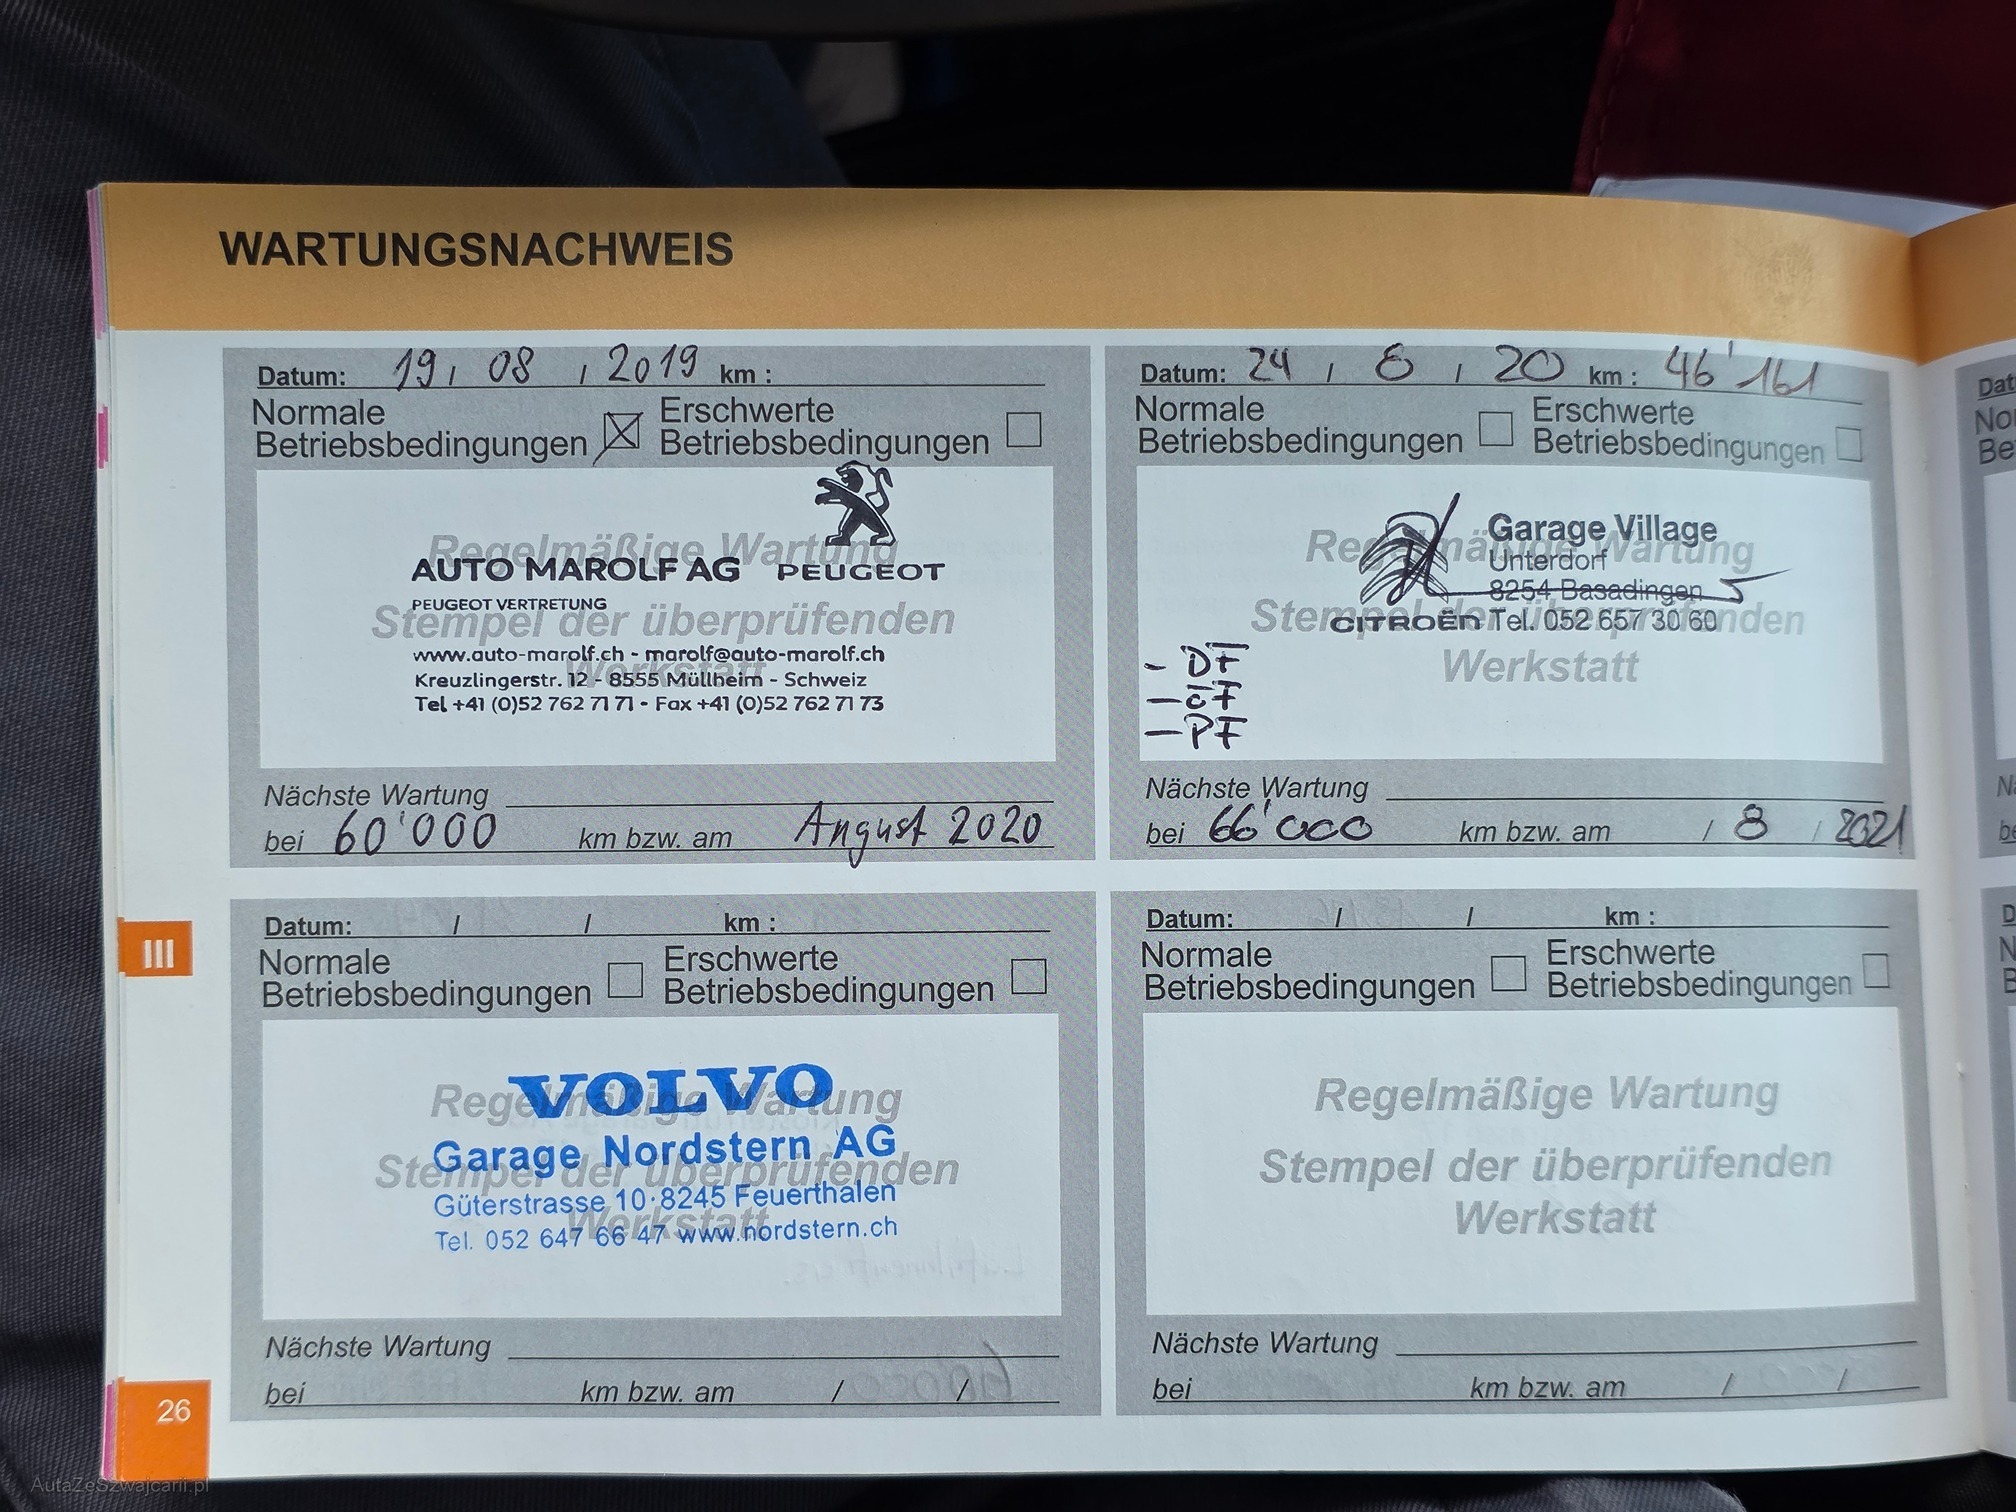 WARTUNGSNACHWEIS
Datum: 19, 08 , 2019 km :
Normale Betriebsbedingungen
Erschwerte Betriebsbedingungen
Regelmäßige Wartung
Stempel der überprüfenden
Werkstatt
AUTO MAROLF AG PEUGEOT
PEUGEOT VERTRETUNG
www.auto-marolf.ch - marolf@auto-marolf.ch
Kreuzlingerstr. 12 - 8555 Müllheim - Schweiz
Tel +41 (0)52 762 71 71 - Fax +41 (0)52 762 71 73
Nächste Wartung
bei 60'000 km bzw. am August 2020
Datum: 24 / 8 / 20 km : 46'161
Normale Betriebsbedingungen
Erschwerte Betriebsbedingungen
Regelmäßige Wartung
Stempel der überprüfenden
Werkstatt
Garage Village
Unterdorf
8254 Basadingen
CITROËN Tel. 052 657 30 60
- DF
- ÖF
- PF
Nächste Wartung
bei 66'000 km bzw. am / 8 / 2021
Datum: / / km :
Normale Betriebsbedingungen
Erschwerte Betriebsbedingungen
Regelmäßige Wartung
Stempel der überprüfenden
Werkstatt
VOLVO
Garage Nordstern AG
Güterstrasse 10·8245 Feuerthalen
Tel. 052 647 66 47 www.nordstern.ch
Nächste Wartung
bei km bzw. am / /
Datum: / / km :
Normale Betriebsbedingungen
Erschwerte Betriebsbedingungen
Regelmäßige Wartung
Stempel der überprüfenden
Werkstatt
Nächste Wartung
bei km bzw. am / /
III
26
AutaZeSzwajcarii.pl